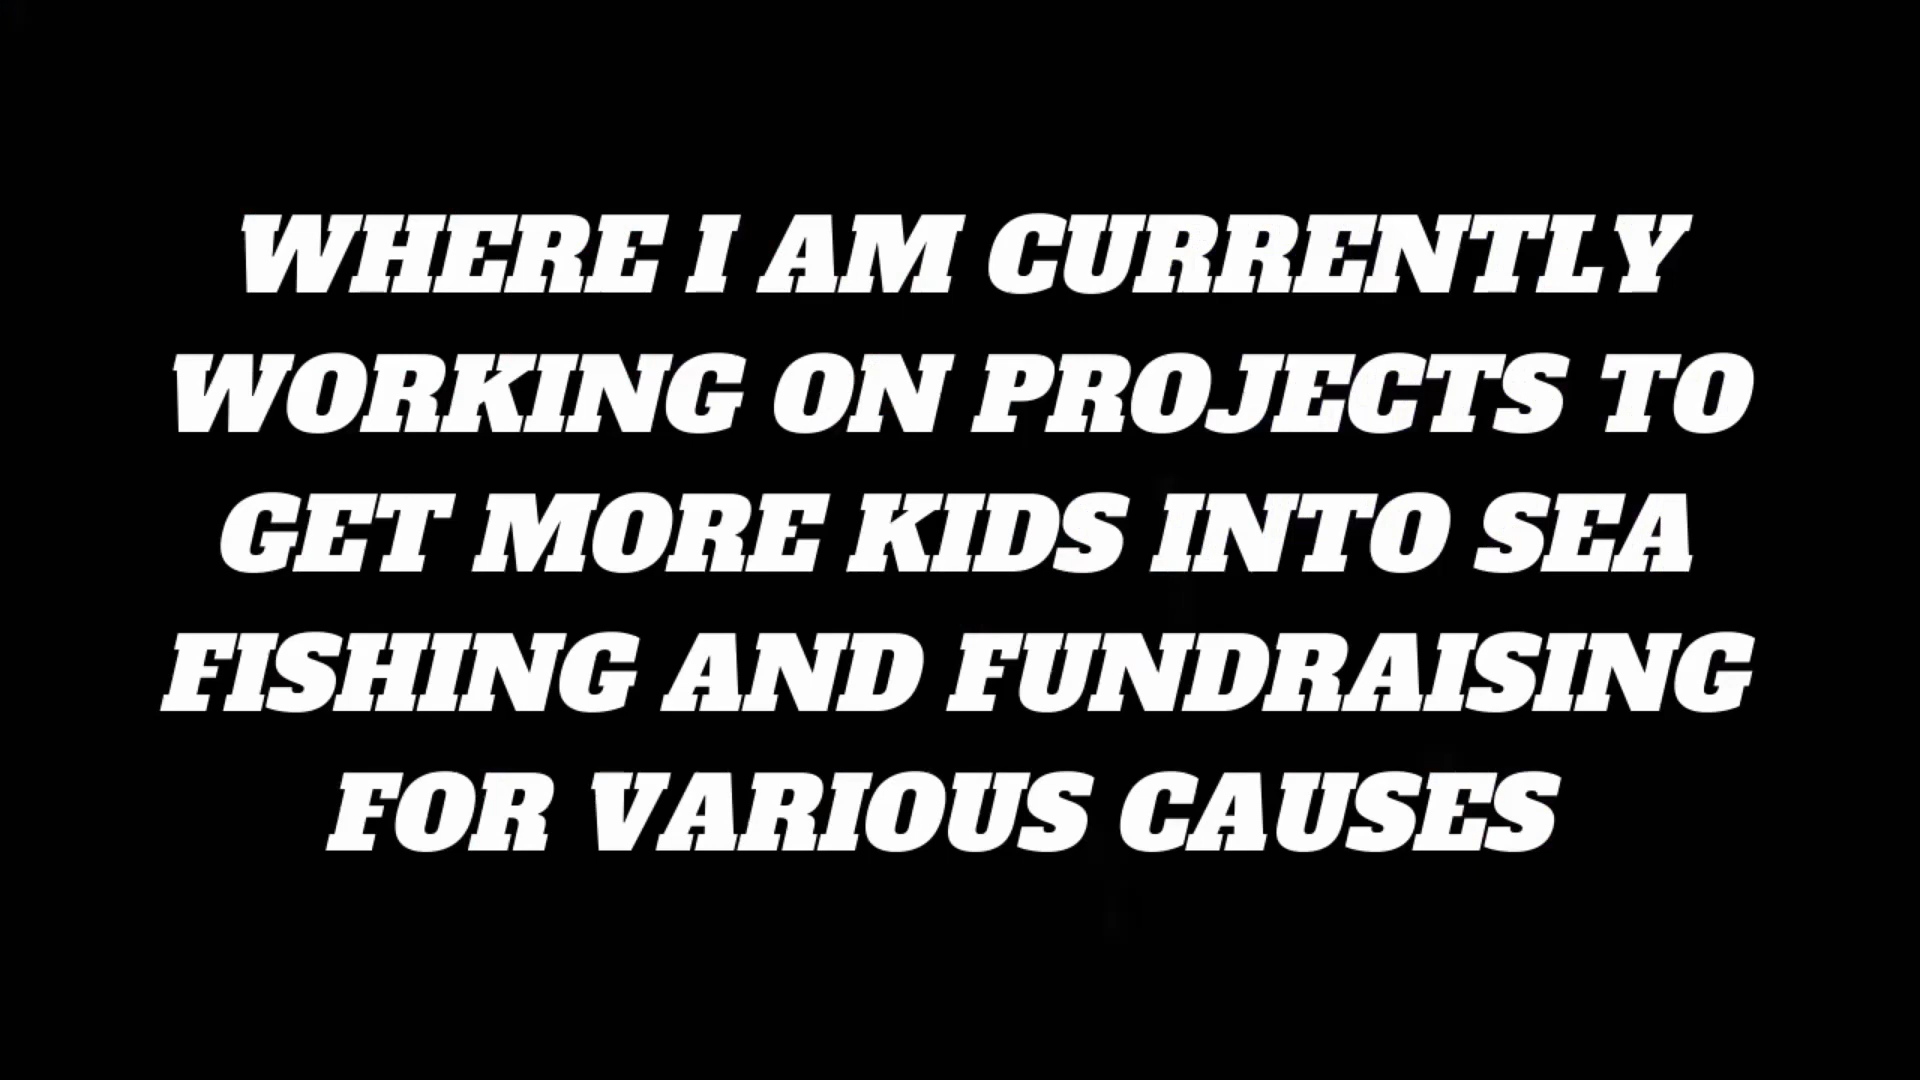 WHERE I AM CURRENTLY
WORKING ON PROJECTS TO
GET MORE KIDS INTO SEA
FISHING AND FUNDRAISING
FOR VARIOUS CAUSES